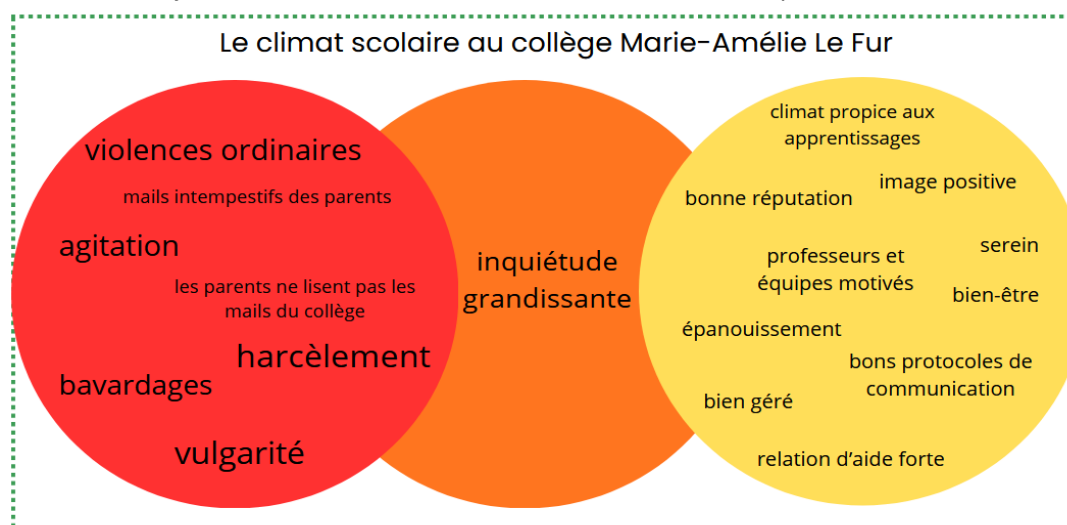 Le climat scolaire au collège Marie-Amélie Le Fur
violences ordinaires
mails intempestifs des parents
agitation
les parents ne lisent pas les
mails du collège
harcèlement
bavardages
vulgarité
inquiétude
grandissante
climat propice aux
apprentissages
image positive
bonne réputation
serein
professeurs et
équipes motivés
bien-être
épanouissement
bons protocoles de
communication
bien géré
relation d'aide forte